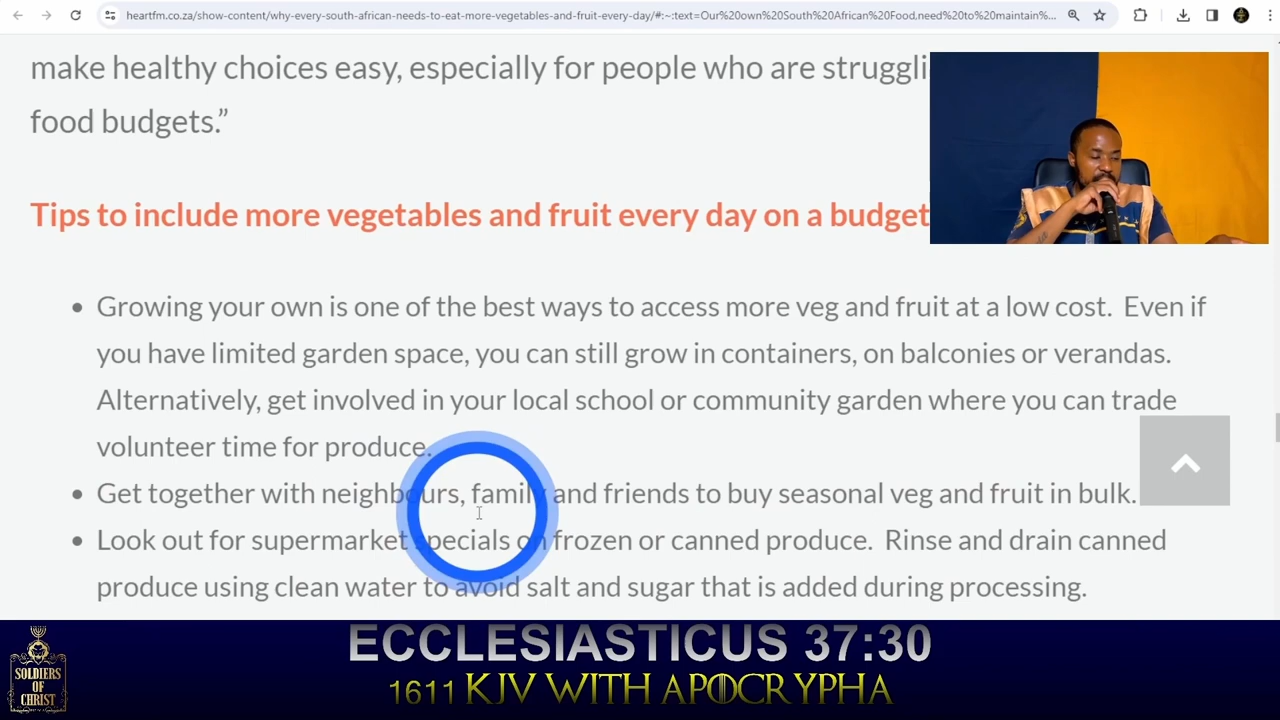 heartfm.co.za/show-content/why-every-south-african-needs-to-eat-more-vegetables-and-fruit-every-day/#:~:text=Our%20own%20South%20African%20Food,need%20to%20maintain%...
make healthy choices easy, especially for people who are struggli
food budgets.”
Tips to include more vegetables and fruit every day on a budget
• Growing your own is one of the best ways to access more veg and fruit at a low cost.  Even if
you have limited garden space, you can still grow in containers, on balconies or verandas.
Alternatively, get involved in your local school or community garden where you can trade
volunteer time for produce.
• Get together with neighbours, family and friends to buy seasonal veg and fruit in bulk.
• Look out for supermarket specials on frozen or canned produce.  Rinse and drain canned
produce using clean water to avoid salt and sugar that is added during processing.
ECCLESIASTICUS 37:30
1611 KJV WITH APOCRYPHA
SOLDIERS
OF
CHRIST